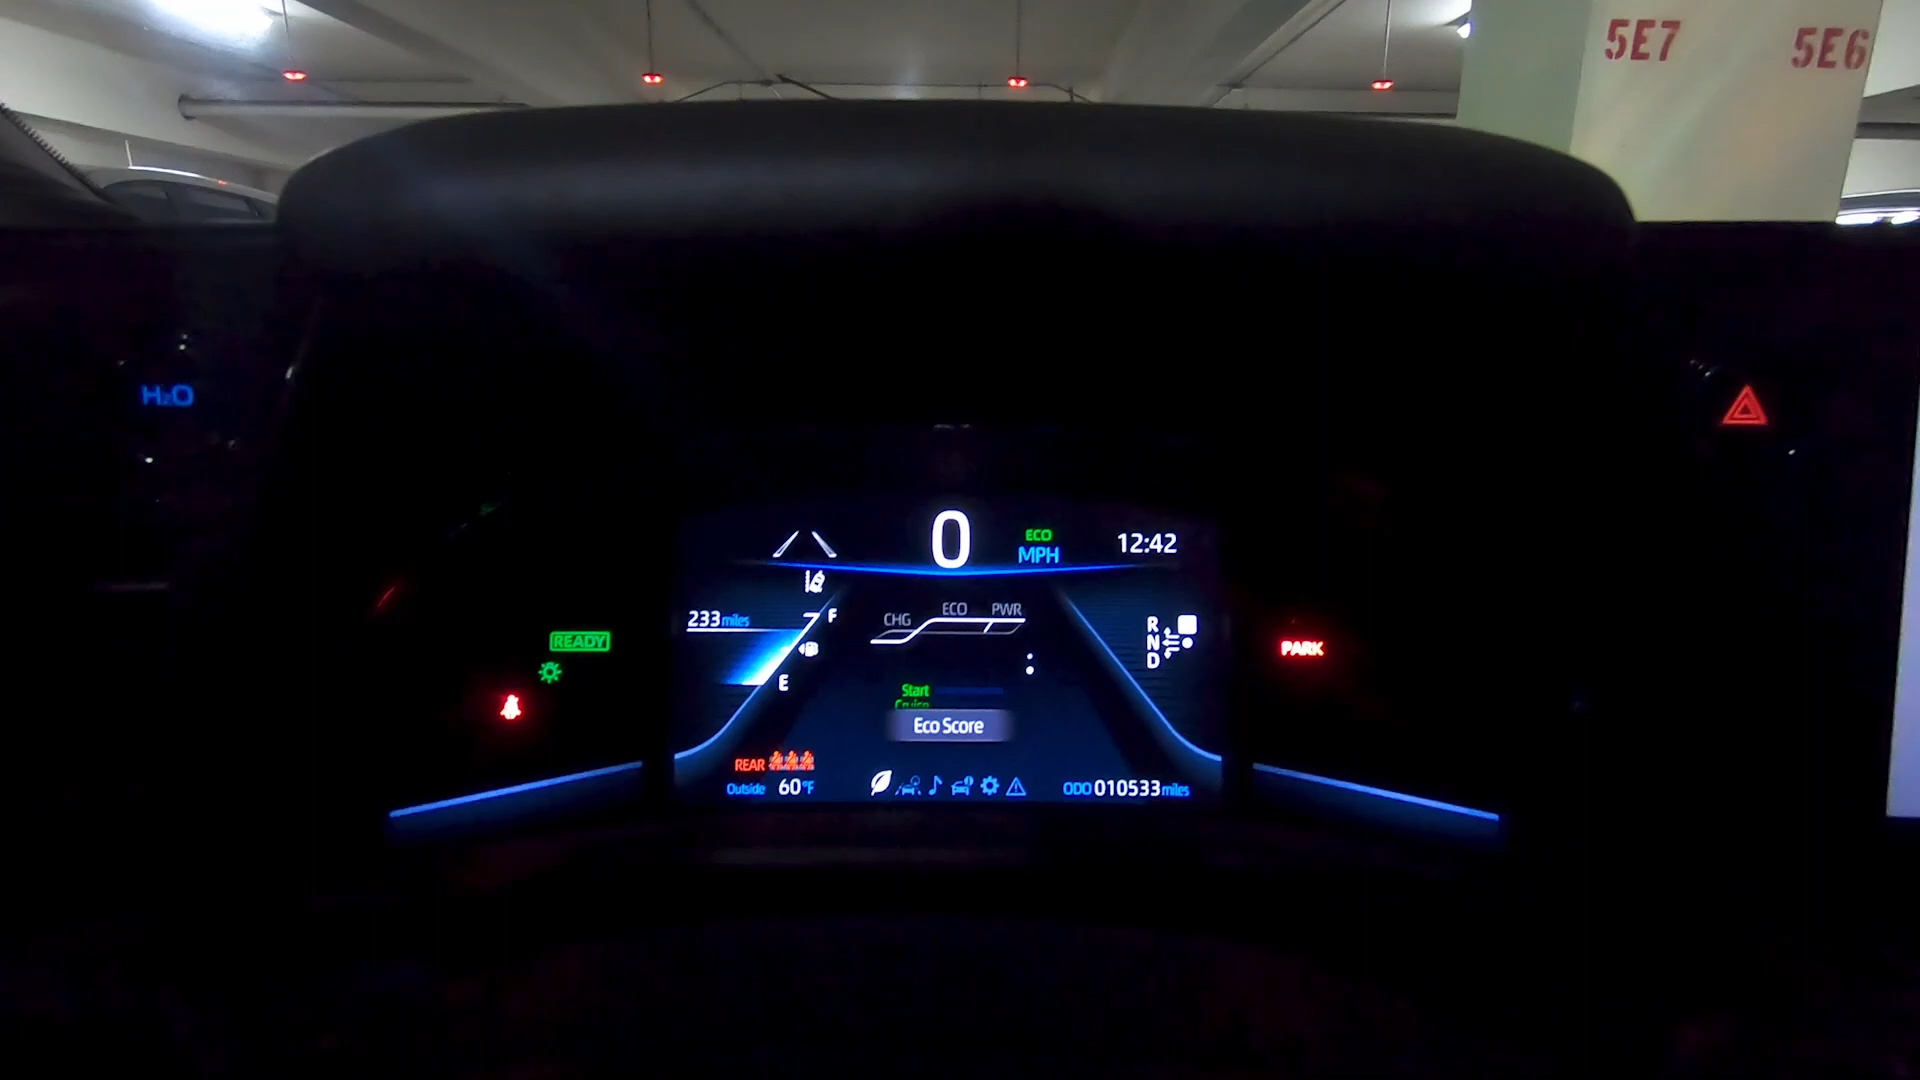 5E7
5E6
H₂O
0
ECO
MPH
12:42
233 miles
F
E
CHG
ECO
PWR
R
N
D
READY
PARK
Start
Cruise
Eco Score
REAR
Outside 60°F
ODO 010533 miles